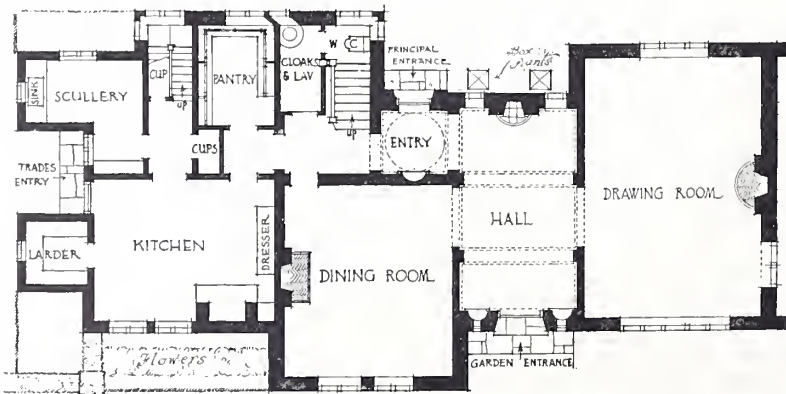 W
C
PRINCIPAL
ENTRANCE
Box
Plants
CUP
UP
PANTRY
CLOAKS
& LAV
UP
SINK
SCULLERY
CUPS
ENTRY
TRADES
ENTRY
LARDER
KITCHEN
DRESSER
DINING ROOM
HALL
DRAWING ROOM
Flowers
GARDEN ENTRANCE